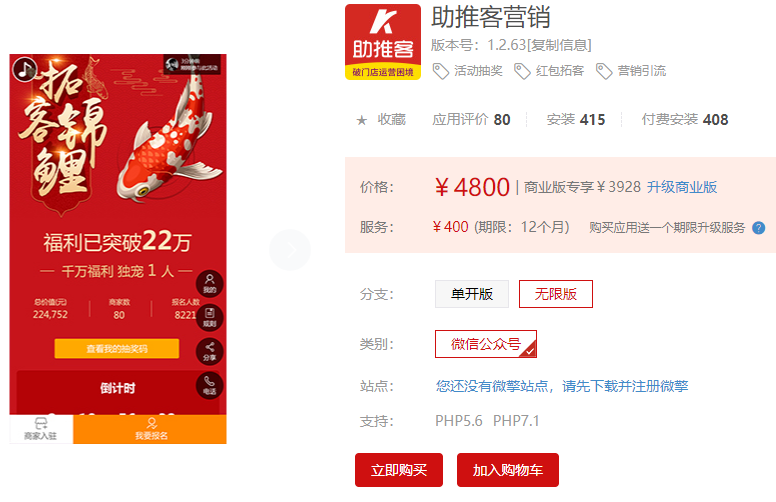 助推客
破门店运营困境
助推客营销
版本号：1.2.63[复制信息]
活动抽奖 红包拓客 营销引流
★ 收藏 应用评价 80 安装 415 付费安装 408
价格： ￥4800 | 商业版专享￥3928 升级商业版
服务： ￥400 (期限：12个月) 购买应用送一个期限升级服务 ?
分支： 单开版 无限版
类别： 微信公众号
站点： 您还没有微擎站点，请先下载并注册微擎
支持： PHP5.6 PHP7.1
立即购买 加入购物车
拓客锦鲤
福利已突破22万
千万福利 独宠 1 人
总价值(元) 商家数 报名人数
224,752 80 8221
查看我的抽奖码
倒计时
我的
规则
分享
电话
商家入驻 我要报名